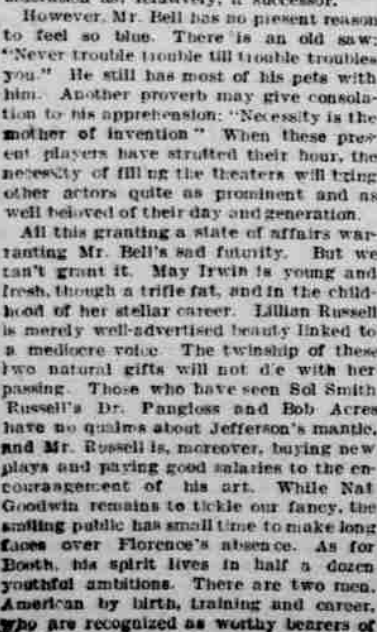 However, Mr. Bell has no present reason
to feel so blue. There is an old saw:
"Never trouble trouble till trouble troubles
you." He still has most of his pets with
him. Another proverb may give consola-
tion to his apprehension: "Necessity is the
mother of invention" When these pres-
ent players have strutted their hour, the
necessity of filling the theaters will bring
other actors quite as prominent and as
well beloved of their day and generation.
All this granting a state of affairs war-
ranting Mr. Bell's sad futurity. But we
can't grant it. May Irwin is young and
fresh, though a trifle fat, and in the child-
hood of her stellar career. Lillian Russell
is merely well-advertised beauty linked to
a mediocre voice. The twinship of these
two natural gifts will not die with her
passing. Those who have seen Sol Smith
Russell's Dr. Pangloss and Bob Acres
have no qualms about Jefferson's mantle,
and Mr. Russell is, moreover, buying new
plays and paying good salaries to the en-
courangement of his art. While Nat
Goodwin remains to tickle our fancy, the
smiling public has small time to make long
faces over Florence's absence. As for
Booth, his spirit lives in half a dozen
youthful ambitions. There are two men,
American by birth, training and career,
who are recognized as worthy bearers of